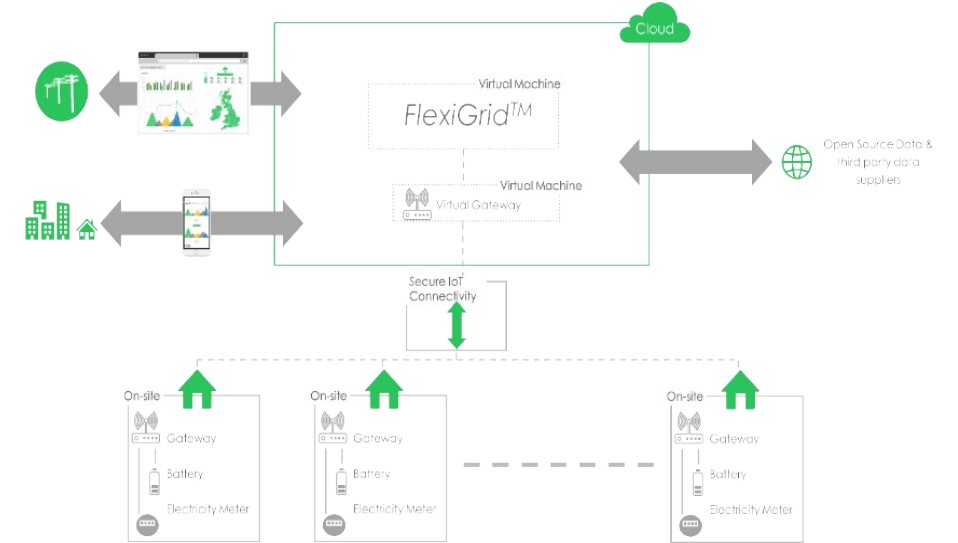 Cloud
Virtual Machine
FlexiGrid™
Virtual Machine
Virtual Gateway
Open Source Data &
third party data
suppliers
Secure IoT
Connectivity
On-site
Gateway
Battery
Electricity Meter
On-site
Gateway
Battery
Electricity Meter
On-site
Gateway
Battery
Electricity Meter